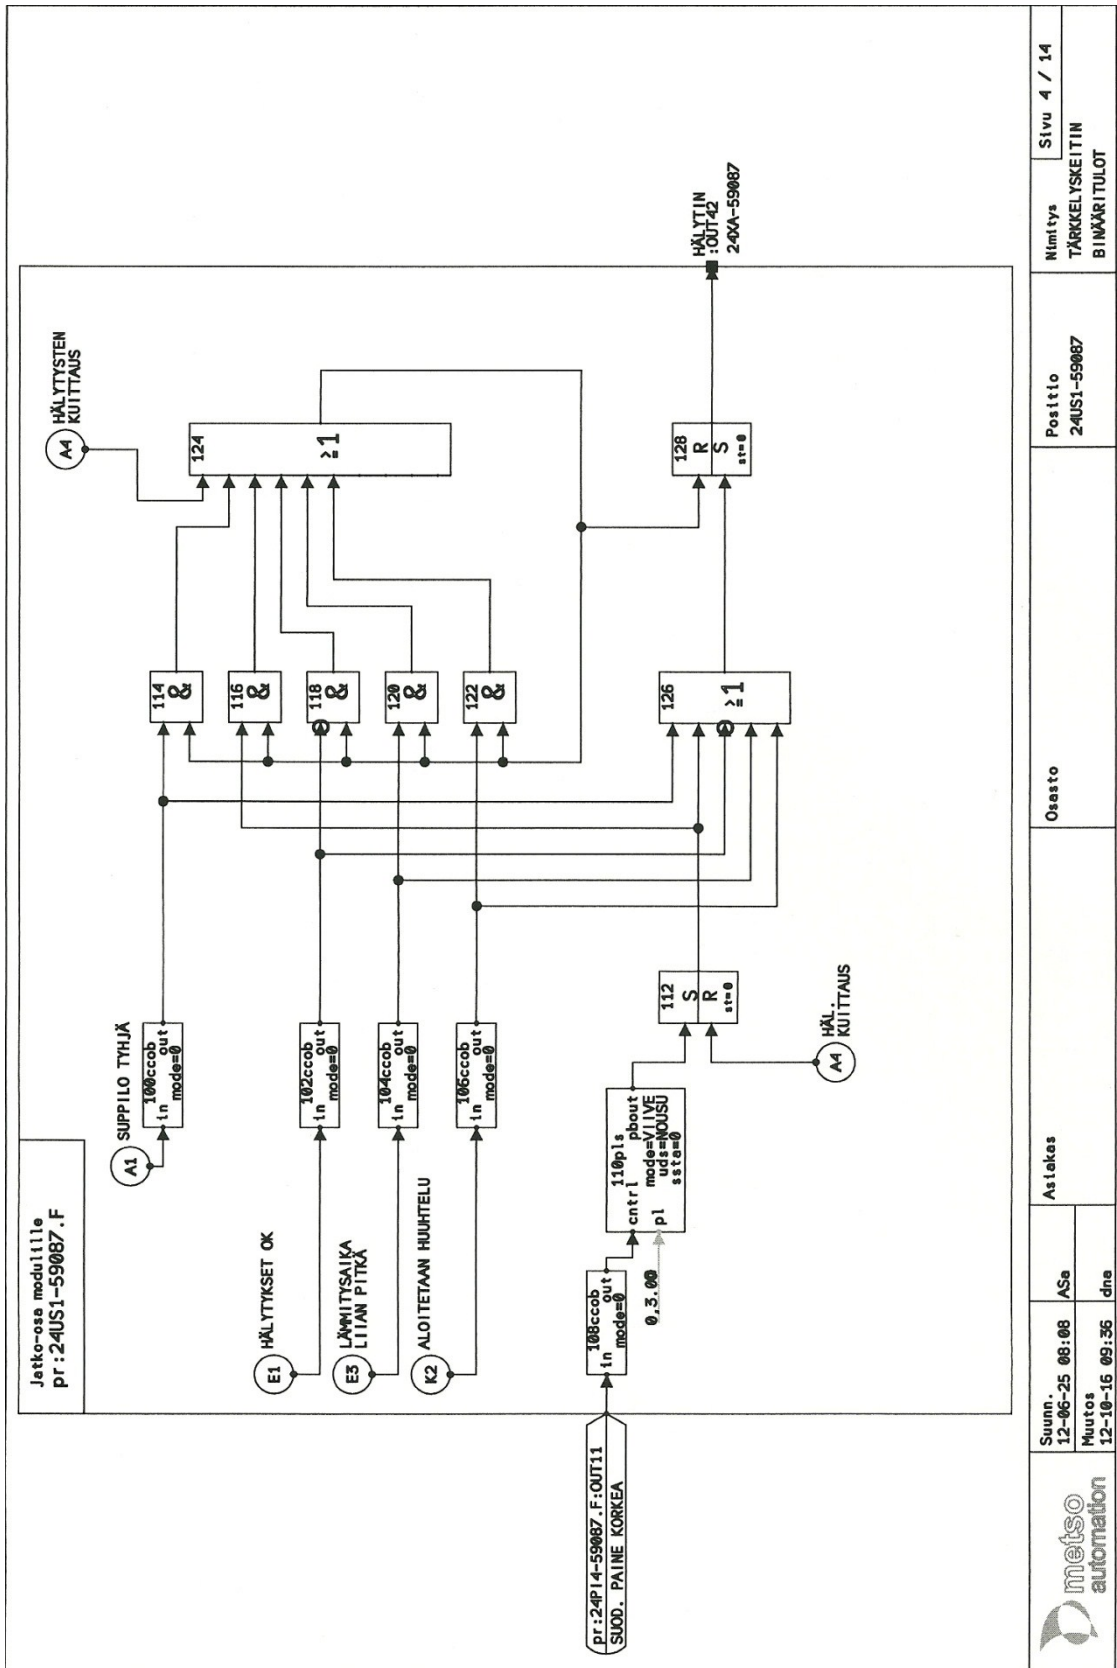 Jatko-osa modulille
pr:24US1-59087.F
A4
HÄLYTYSTEN
KUITTAUS
A1
SUPPILO TYHJÄ
100ccob
in out
mode=0
114
&
124
≥1
116
&
E1
HÄLYTYKSET OK
102ccob
in out
mode=0
118
&
E3
LÄMMITYSAIKA
LIIAN PITKÄ
104ccob
in out
mode=0
120
&
K2
ALOITETAAN HUUHTELU
106ccob
in out
mode=0
122
&
pr:24PI4-59087.F:OUT11
SUOD. PAINE KORKEA
108ccob
in out
mode=0
0,3.00
110pls
cntrl pbout
mode=VIIVE
pl uds=NOUSU
ssta=0
112
S
R
st=0
A4
HÄL.
KUITTAUS
126
≥1
128
R
S
st=0
HÄLYTIN
:OUT42
24XA-59087
metso
automation
Suunn.
12-06-25 08:08 ASa
Muutos
12-10-16 09:36 dna
Asiakas
Osasto
Positio
24US1-59087
Nimitys
TÄRKKELYSKEITIN
BINÄÄRITULOT
Sivu 4 / 14